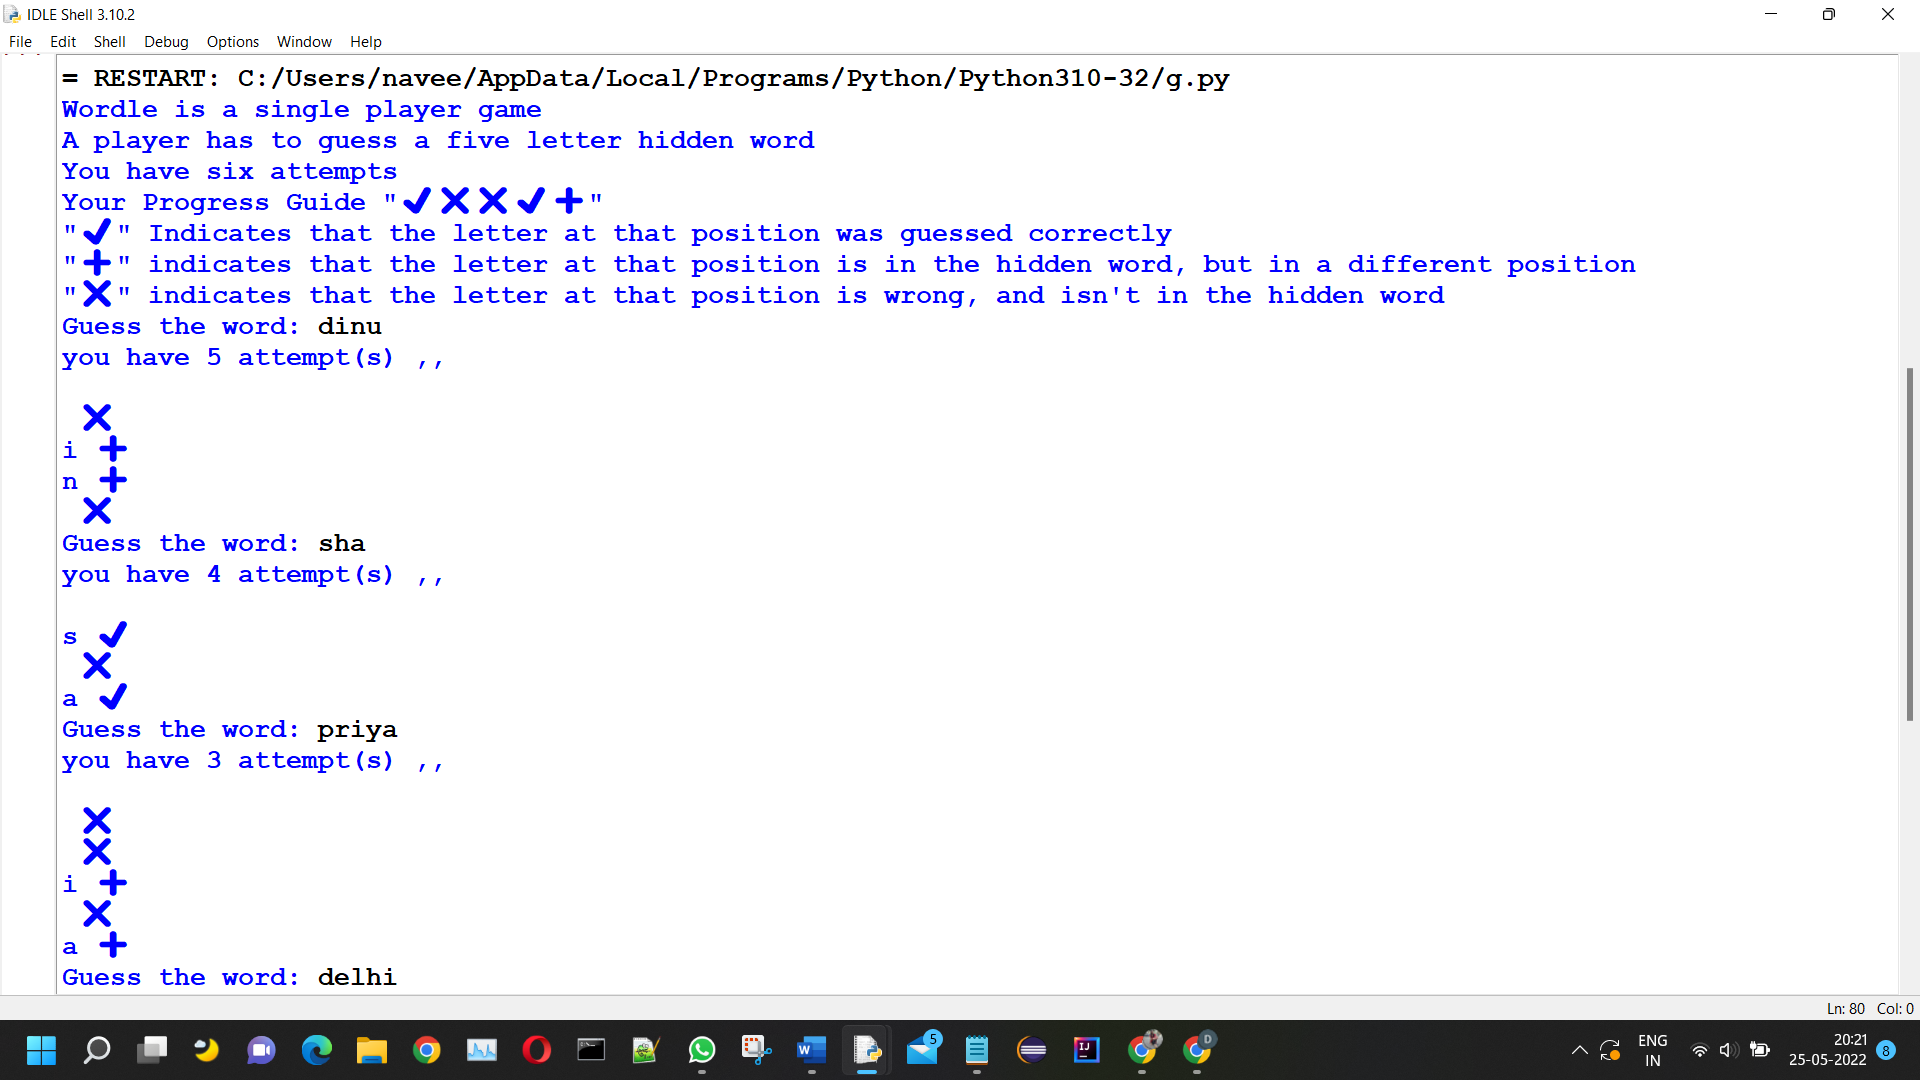 IDLE Shell 3.10.2
File Edit Shell Debug Options Window Help
= RESTART: C:/Users/navee/AppData/Local/Programs/Python/Python310-32/g.py
Wordle is a single player game
A player has to guess a five letter hidden word
You have six attempts
Your Progress Guide "✔❌❌✔➕"
"✔" Indicates that the letter at that position was guessed correctly
"➕" indicates that the letter at that position is in the hidden word, but in a different position
"❌" indicates that the letter at that position is wrong, and isn't in the hidden word
Guess the word: dinu
you have 5 attempt(s) ,,
❌
i ➕
n ➕
❌
Guess the word: sha
you have 4 attempt(s) ,,
s ✔
❌
a ✔
Guess the word: priya
you have 3 attempt(s) ,,
❌
❌
i ➕
❌
a ➕
Guess the word: delhi
Ln: 80 Col: 0
5
D
ENG
IN
20:21
25-05-2022
8